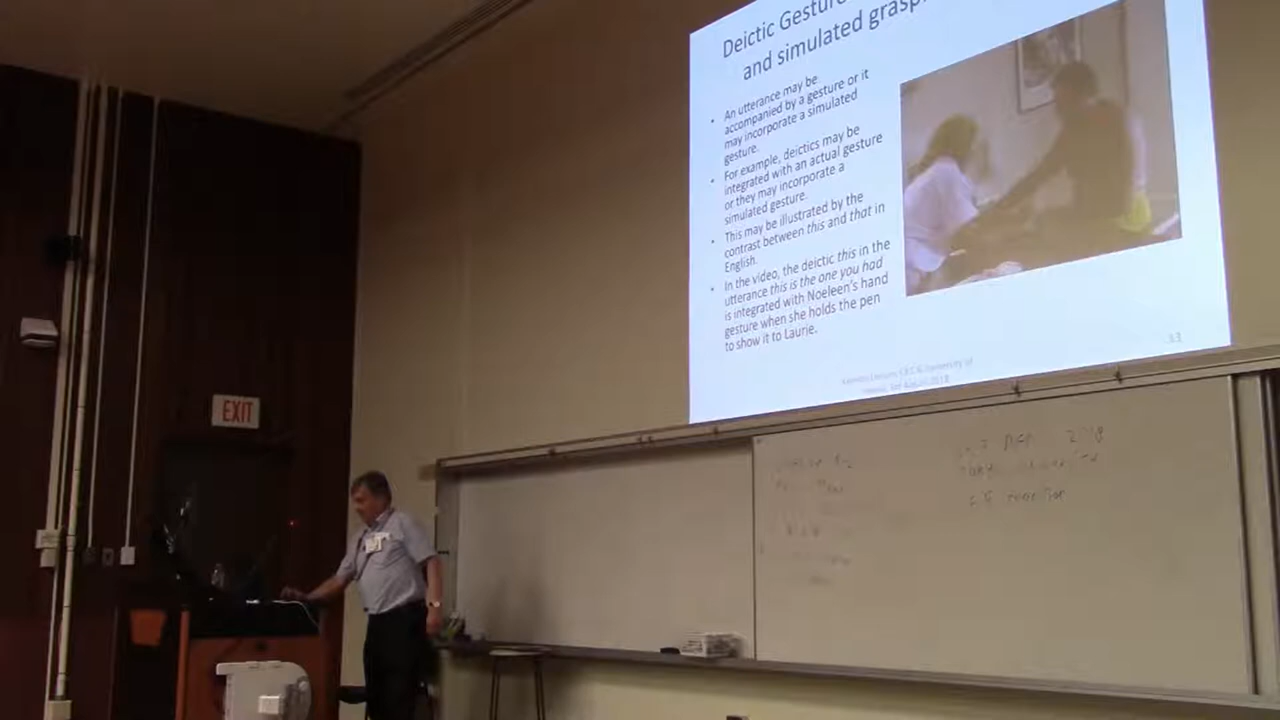 Deictic Gesture
and simulated grasp
• An utterance may be
accompanied by a gesture or it
may incorporate a simulated
gesture.
• For example, deictics may be
integrated with an actual gesture
or they may incorporate a
simulated gesture.
• This may be illustrated by the
contrast between this and that in
English.
• In the video, the deictic this in the
utterance this is the one you had
is integrated with Noeleen's hand
gesture when she holds the pen
to show it to Laurie.
13
EXIT